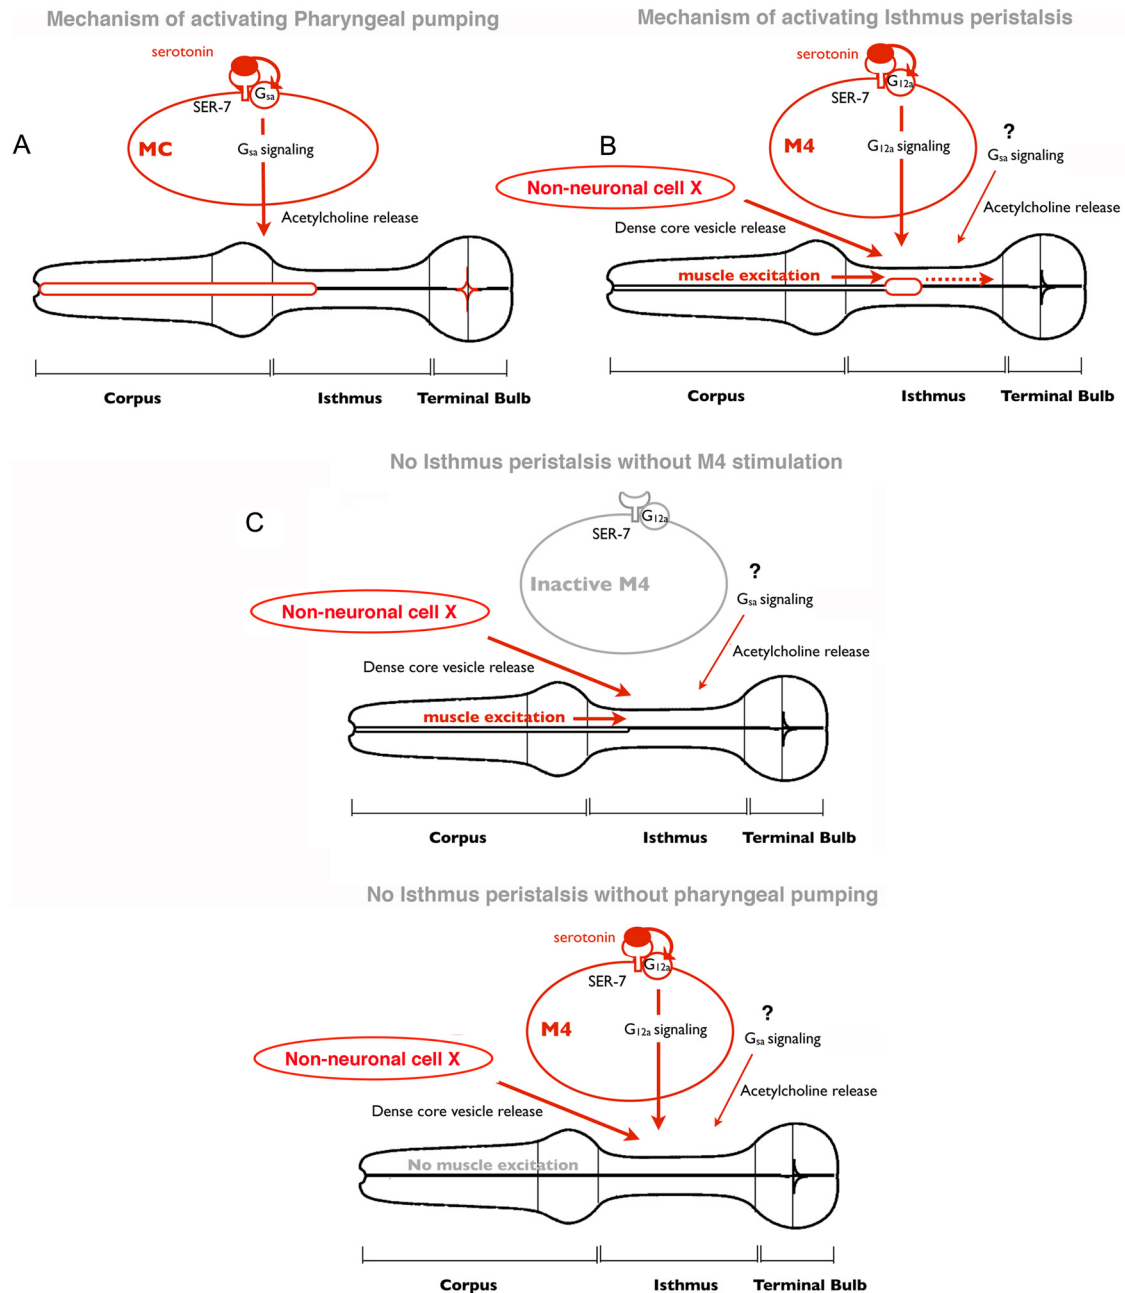 Mechanism of activating Pharyngeal pumping
serotonin
Gsa
SER-7
A
MC
Gsa signaling
Acetylcholine release
Corpus
Isthmus
Terminal Bulb
Mechanism of activating Isthmus peristalsis
serotonin
G12a
SER-7
B
M4
G12a signaling
?
Gsa signaling
Non-neuronal cell X
Acetylcholine release
Dense core vesicle release
muscle excitation
Corpus
Isthmus
Terminal Bulb
No Isthmus peristalsis without M4 stimulation
C
G12a
SER-7
Inactive M4
?
Gsa signaling
Non-neuronal cell X
Acetylcholine release
Dense core vesicle release
muscle excitation
Corpus
Isthmus
Terminal Bulb
No Isthmus peristalsis without pharyngeal pumping
serotonin
G12a
SER-7
M4
G12a signaling
?
Gsa signaling
Non-neuronal cell X
Acetylcholine release
Dense core vesicle release
No muscle excitation
Corpus
Isthmus
Terminal Bulb